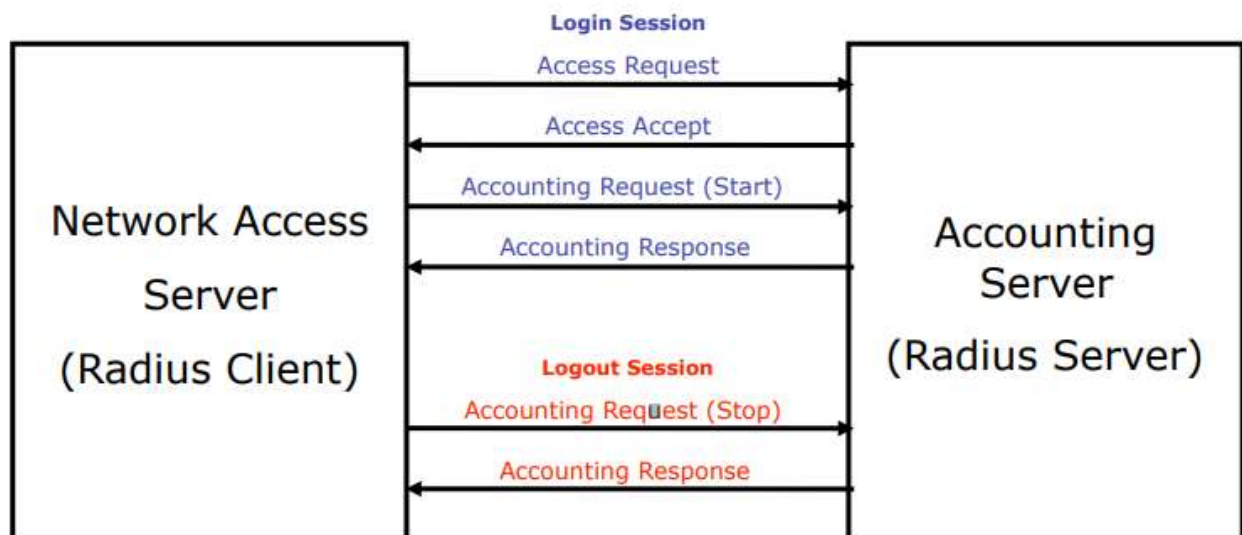 Login Session
Access Request
Access Accept
Accounting Request (Start)
Accounting Response
Network Access
Server
(Radius Client)
Accounting
Server
(Radius Server)
Logout Session
Accounting Request (Stop)
Accounting Response